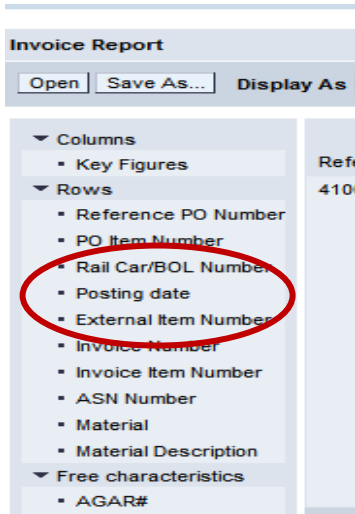 Invoice Report
Open Save As... Display As
Columns
Key Figures
Rows
Reference PO Number
PO Item Number
Rail Car/BOL Number
Posting date
External Item Number
Invoice Number
Invoice Item Number
ASN Number
Material
Material Description
Free characteristics
AGAR#
Refe
410